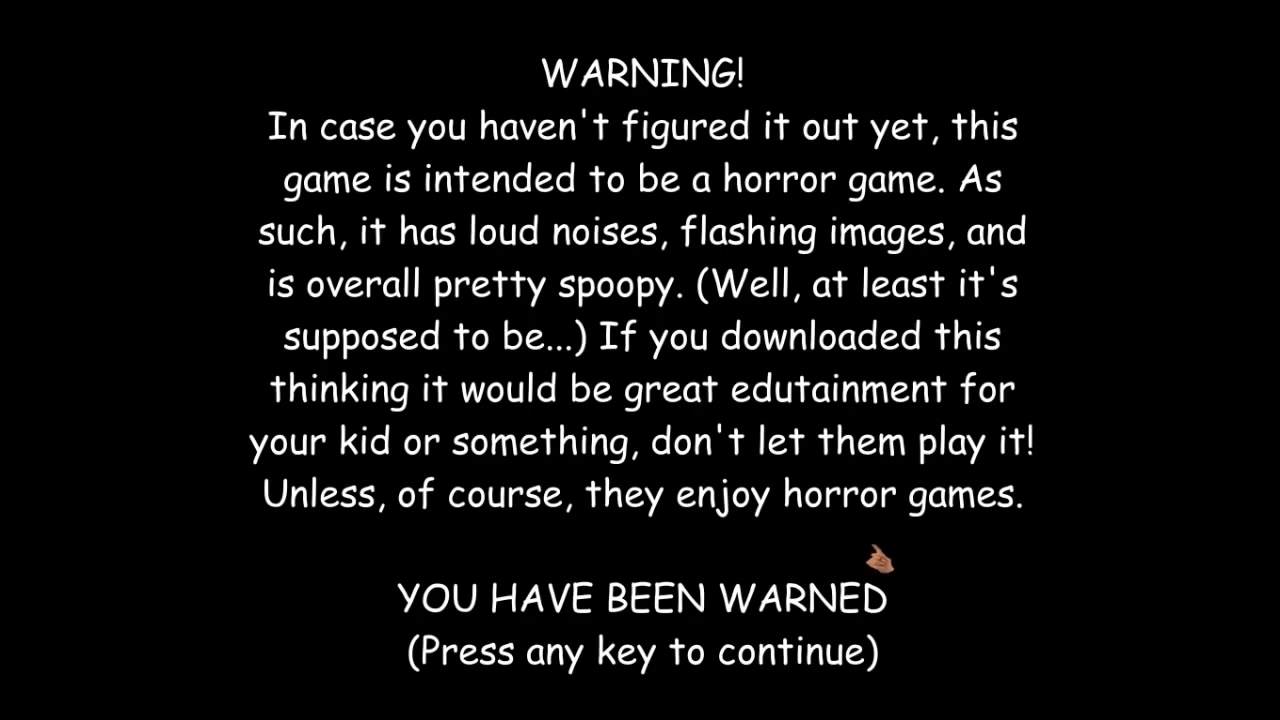 WARNING!
In case you haven't figured it out yet, this
game is intended to be a horror game. As
such, it has loud noises, flashing images, and
is overall pretty spoopy. (Well, at least it's
supposed to be...) If you downloaded this
thinking it would be great edutainment for
your kid or something, don't let them play it!
Unless, of course, they enjoy horror games.
YOU HAVE BEEN WARNED
(Press any key to continue)